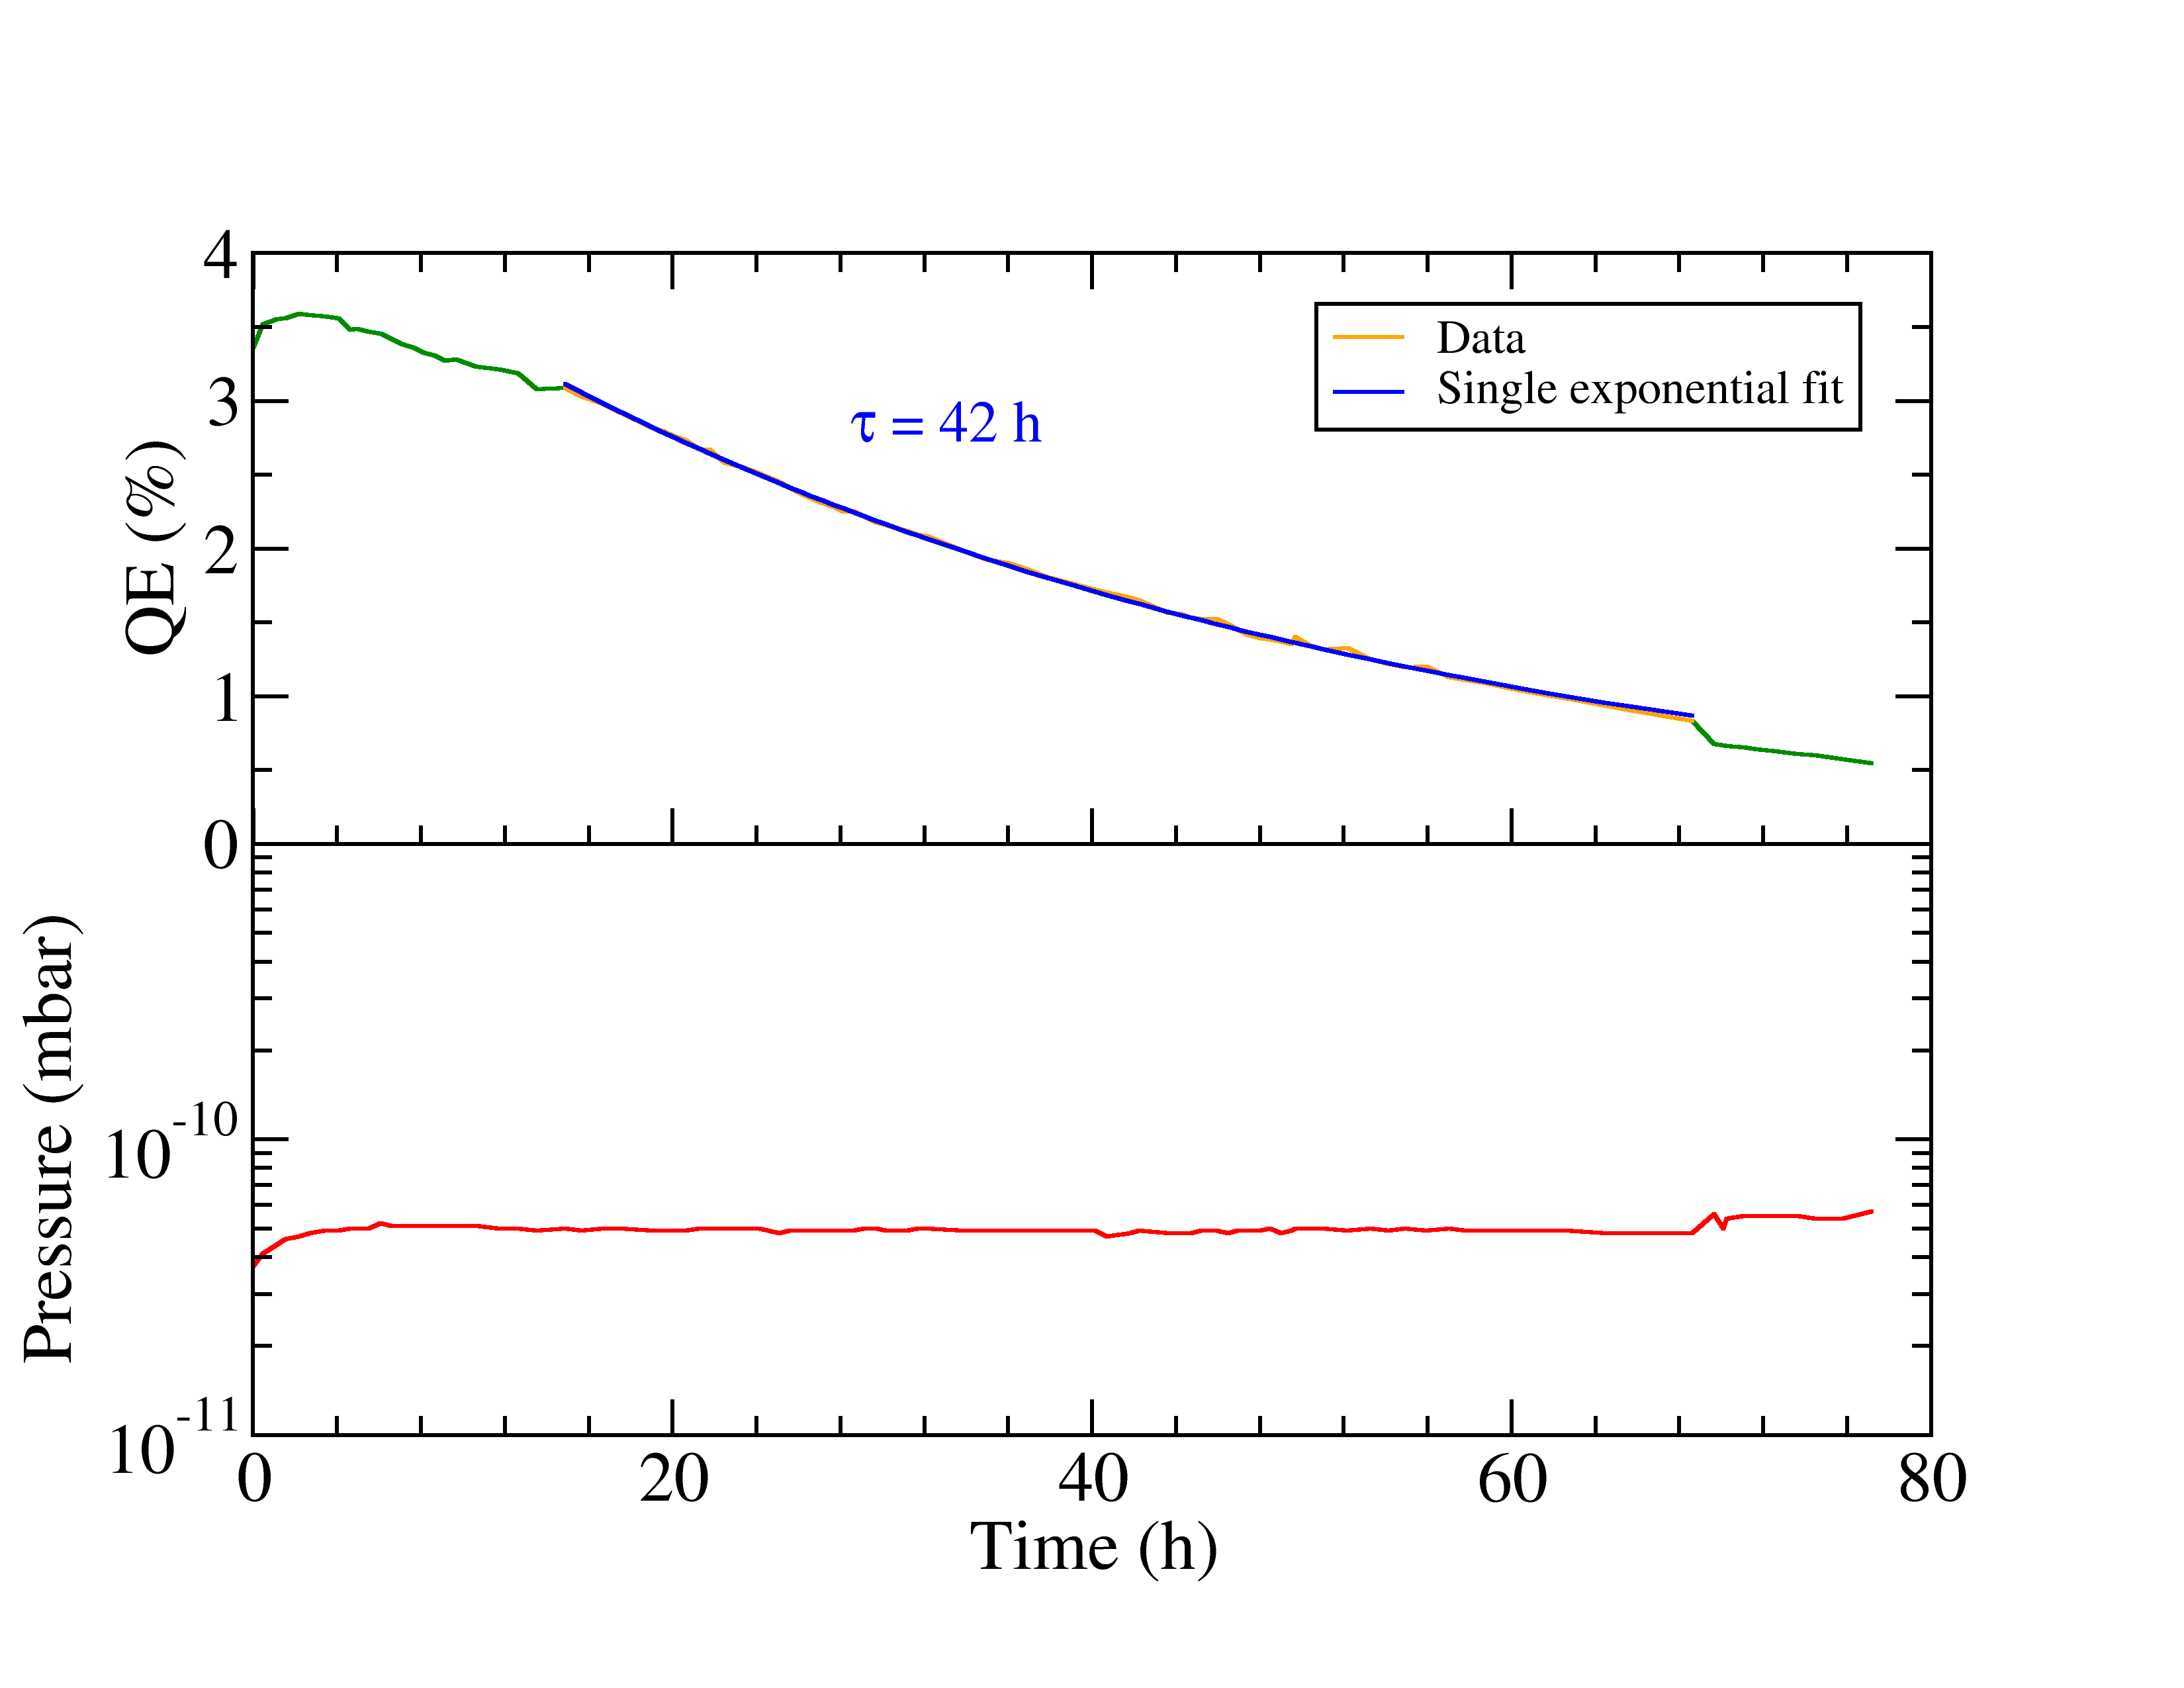 4
3
2
1
0
QE (%)
Data
Single exponential fit
τ = 42 h
Pressure (mbar)
10-10
10-11
0 20 40 60 80
Time (h)